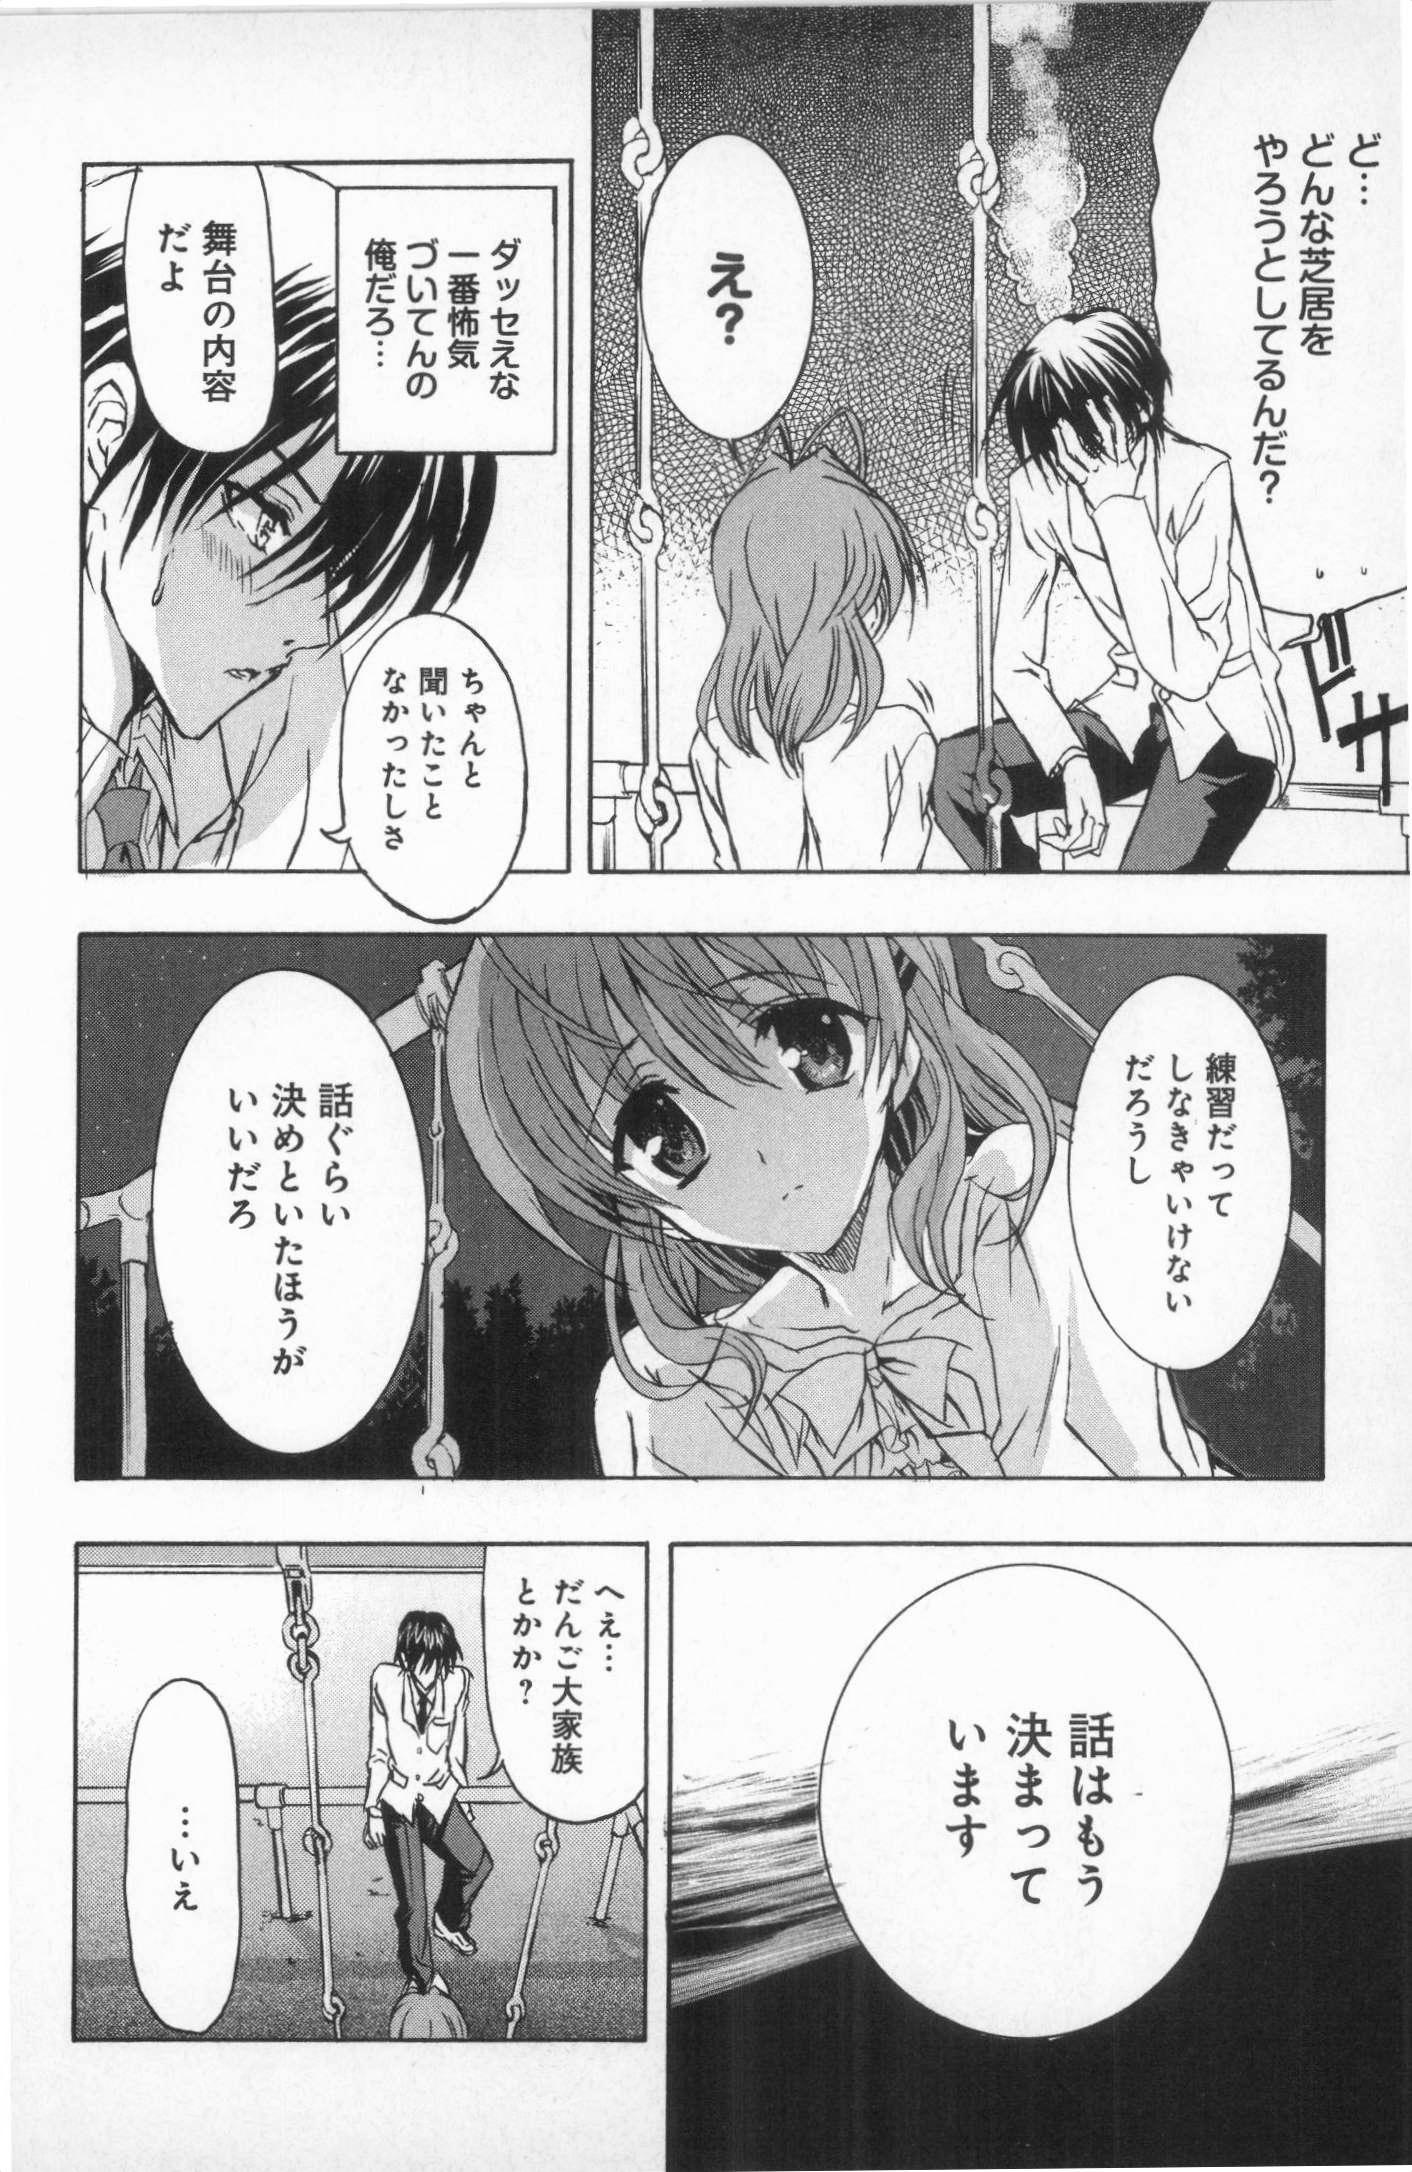 ど…
どんな芝居を
やろうとしてるんだ？
ドサ
え？
ダッセえな
一番怖気
づいてんの
俺だろ…
舞台の内容
だよ
ちゃんと
聞いたこと
なかったしさ
練習だって
しなきゃいけない
だろうし
話ぐらい
決めといたほうが
いいだろ
話はもう
決まって
います
へえ…
だんご大家族
とかか？
…いえ